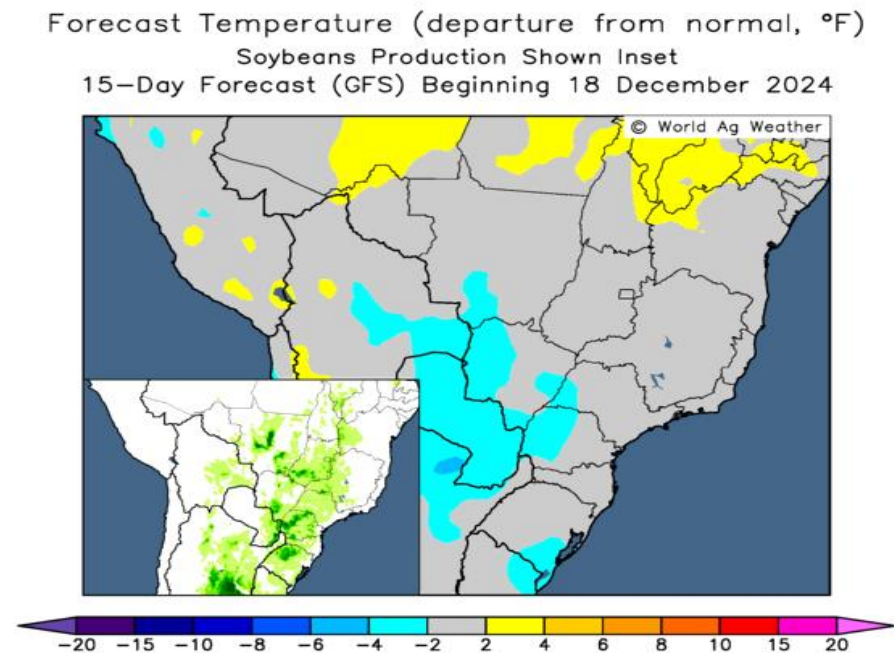 Forecast Temperature (departure from normal, °F)
Soybeans Production Shown Inset
15-Day Forecast (GFS) Beginning 18 December 2024
© World Ag Weather
-20 -15 -10 -8 -6 -4 -2 2 4 6 8 10 15 20